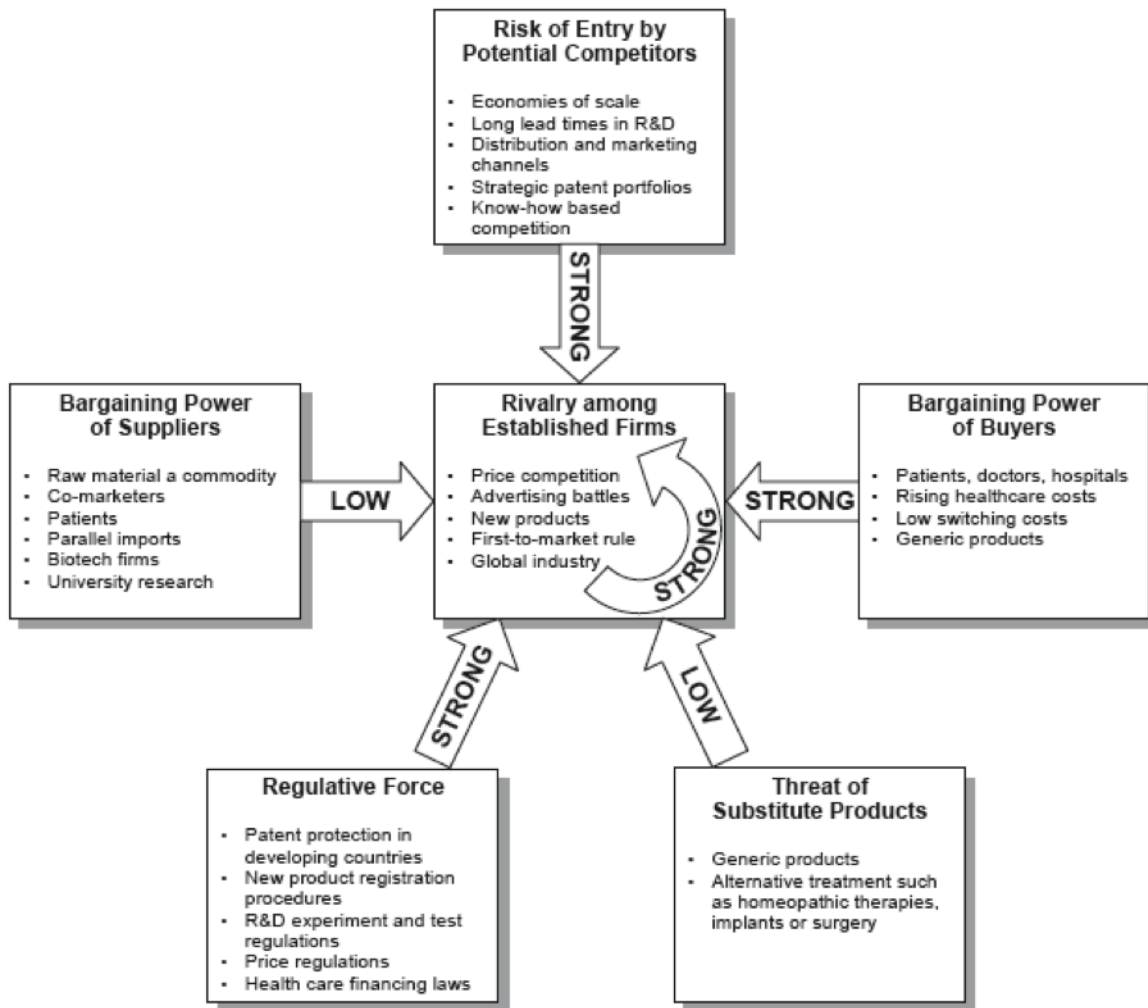 Risk of Entry by
Potential Competitors
▪ Economies of scale
▪ Long lead times in R&D
▪ Distribution and marketing
channels
▪ Strategic patent portfolios
▪ Know-how based
competition
STRONG
Bargaining Power
of Suppliers
▪ Raw material a commodity
▪ Co-marketers
▪ Patients
▪ Parallel imports
▪ Biotech firms
▪ University research
LOW
Rivalry among
Established Firms
▪ Price competition
▪ Advertising battles
▪ New products
▪ First-to-market rule
▪ Global industry
STRONG
STRONG
Bargaining Power
of Buyers
▪ Patients, doctors, hospitals
▪ Rising healthcare costs
▪ Low switching costs
▪ Generic products
STRONG
LOW
Regulative Force
▪ Patent protection in
developing countries
▪ New product registration
procedures
▪ R&D experiment and test
regulations
▪ Price regulations
▪ Health care financing laws
Threat of
Substitute Products
▪ Generic products
▪ Alternative treatment such
as homeopathic therapies,
implants or surgery